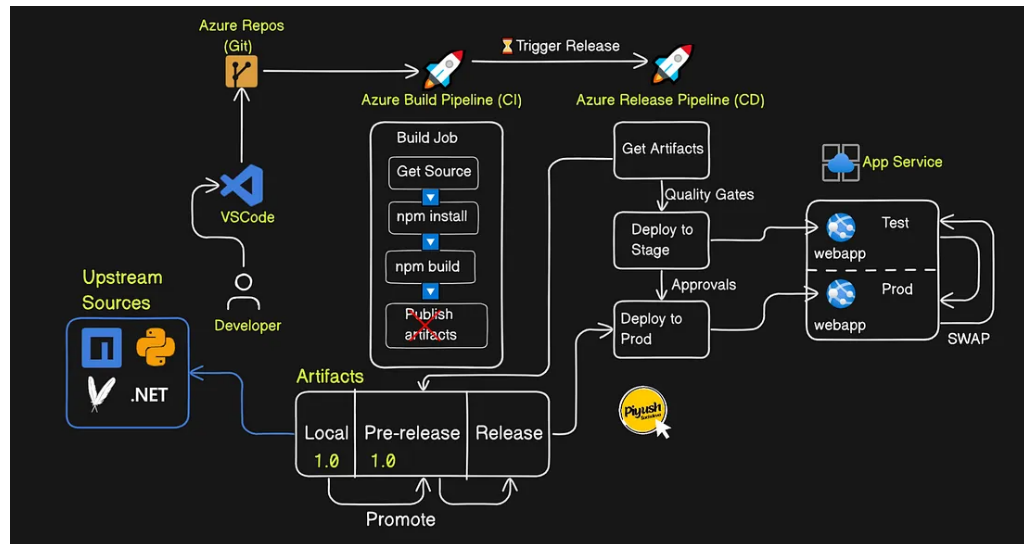 Azure Repos
(Git)
Trigger Release
Azure Build Pipeline (CI)
Azure Release Pipeline (CD)
Build Job
Get Source
npm install
npm build
Publish
artifacts
Get Artifacts
Quality Gates
Deploy to
Stage
Approvals
Deploy to
Prod
App Service
Test
webapp
Prod
webapp
SWAP
VSCode
Developer
Upstream
Sources
.NET
Artifacts
Local
1.0
Pre-release
1.0
Release
Promote
Piyush